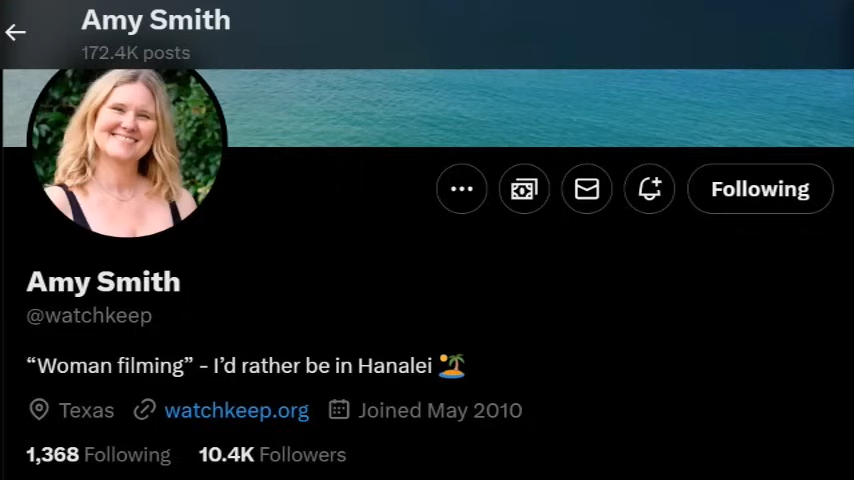 Amy Smith
172.4K posts
Following
Amy Smith
@watchkeep
“Woman filming” - I’d rather be in Hanalei 🏝️
Texas watchkeep.org Joined May 2010
1,368 Following 10.4K Followers